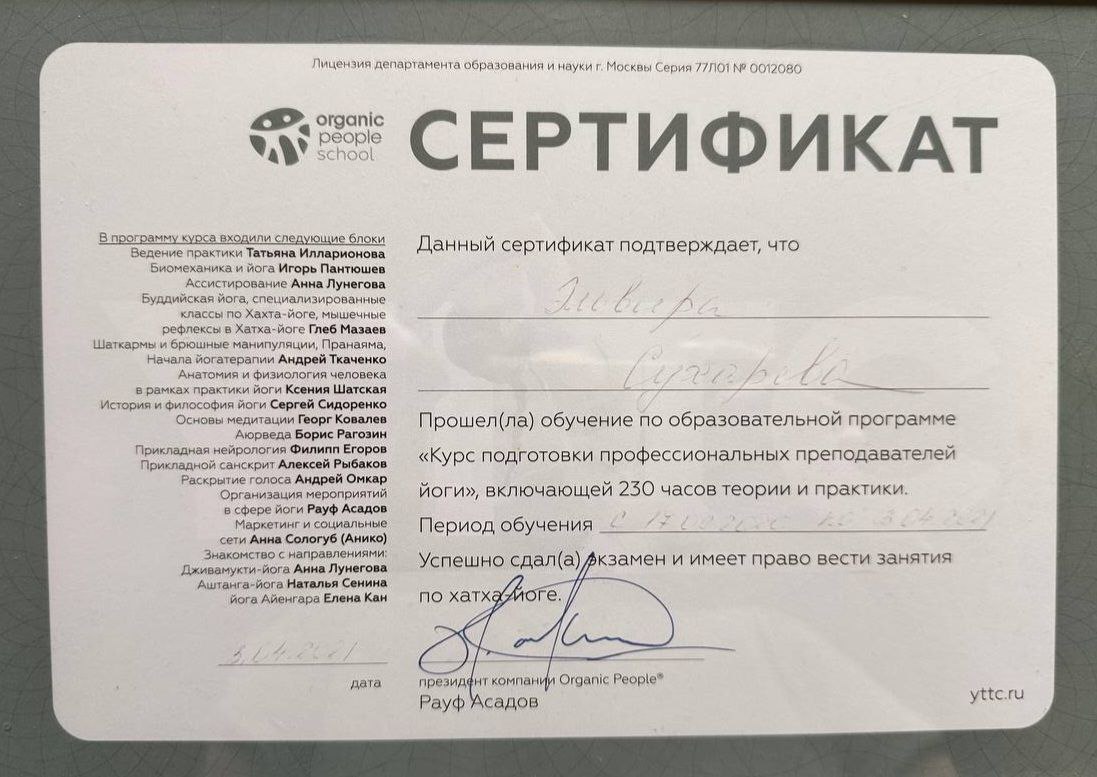 Лицензия департамента образования и науки г. Москвы Серия 77Л01 № 0012080
organic
people
school
СЕРТИФИКАТ
В программу курса входили следующие блоки
Ведение практики Татьяна Илларионова
Биомеханика и йога Игорь Пантюшев
Ассистирование Анна Лунегова
Буддийская йога, специализированные
классы по Хахта-йоге, мышечные
рефлексы в Хатха-йоге Глеб Мазаев
Шаткармы и брюшные манипуляции, Пранаяма,
Начала йогатерапии Андрей Ткаченко
Анатомия и физиология человека
в рамках практики йоги Ксения Шатская
История и философия йоги Сергей Сидоренко
Основы медитации Георг Ковалев
Аюрведа Борис Рагозин
Прикладная нейрология Филипп Егоров
Прикладной санскрит Алексей Рыбаков
Раскрытие голоса Андрей Омкар
Организация мероприятий
в сфере йоги Рауф Асадов
Маркетинг и социальные
сети Анна Сологуб (Анико)
Знакомство с направлениями:
Дживамукти-йога Анна Лунегова
Аштанга-йога Наталья Сенина
йога Айенгара Елена Кан
3.04.2021
дата
Данный сертификат подтверждает, что
Эльвира
Сухарева
Прошел(ла) обучение по образовательной программе
«Курс подготовки профессиональных преподавателей
йоги», включающей 230 часов теории и практики.
Период обучения с 17.09.2020 по 3.04.2021
Успешно сдал(а) экзамен и имеет право вести занятия
по хатха-йоге.
президент компании Organic People®
Рауф Асадов
yttc.ru